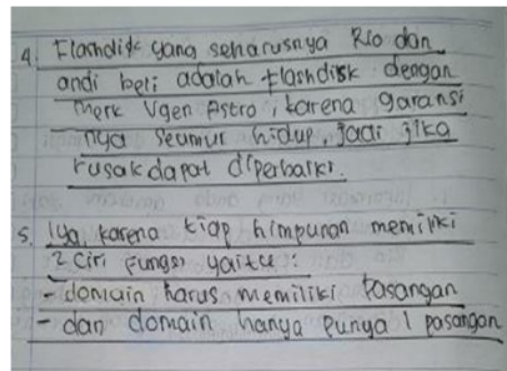 4. Flashdisk yang seharusnya Rio dan
andi beli adalah flashdisk dengan
merk Vgen Astro, karena garansi
nya seumur hidup, jadi jika
rusak dapat diperbaiki.
5. Iya, karena tiap himpunan memiliki
2 ciri fungsi yaitu:
- domain harus memiliki pasangan
- dan domain hanya punya 1 pasangan